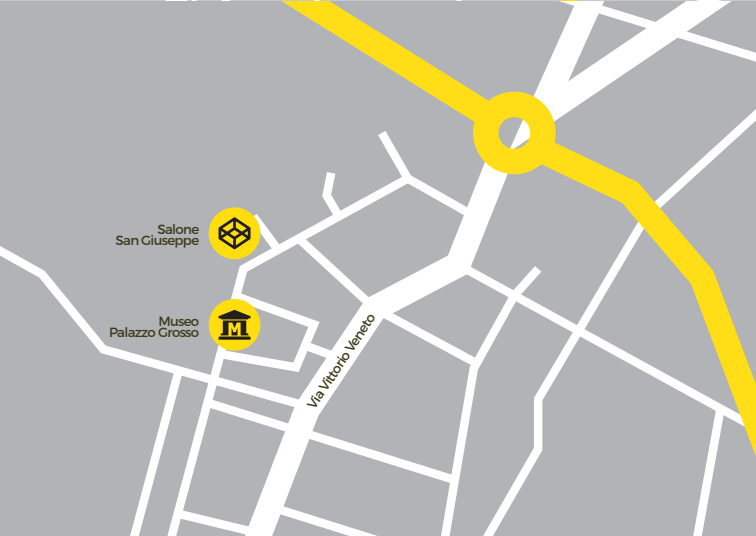 Salone
San Giuseppe
Museo
Palazzo Grosso
M
Via Vittorio Veneto